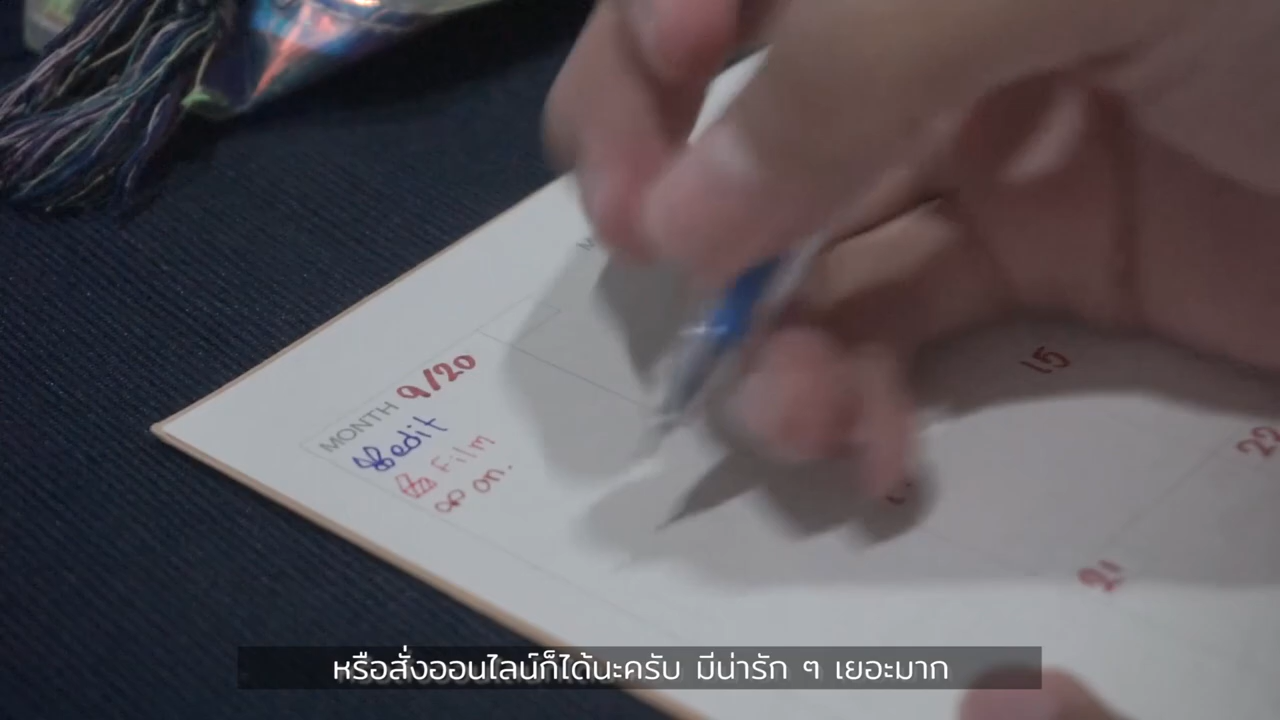 MONTH 9/20
edit
Film
on.
15
22
21
หรือสั่งออนไลน์ก็ได้นะครับ มีน่ารัก ๆ เยอะมาก